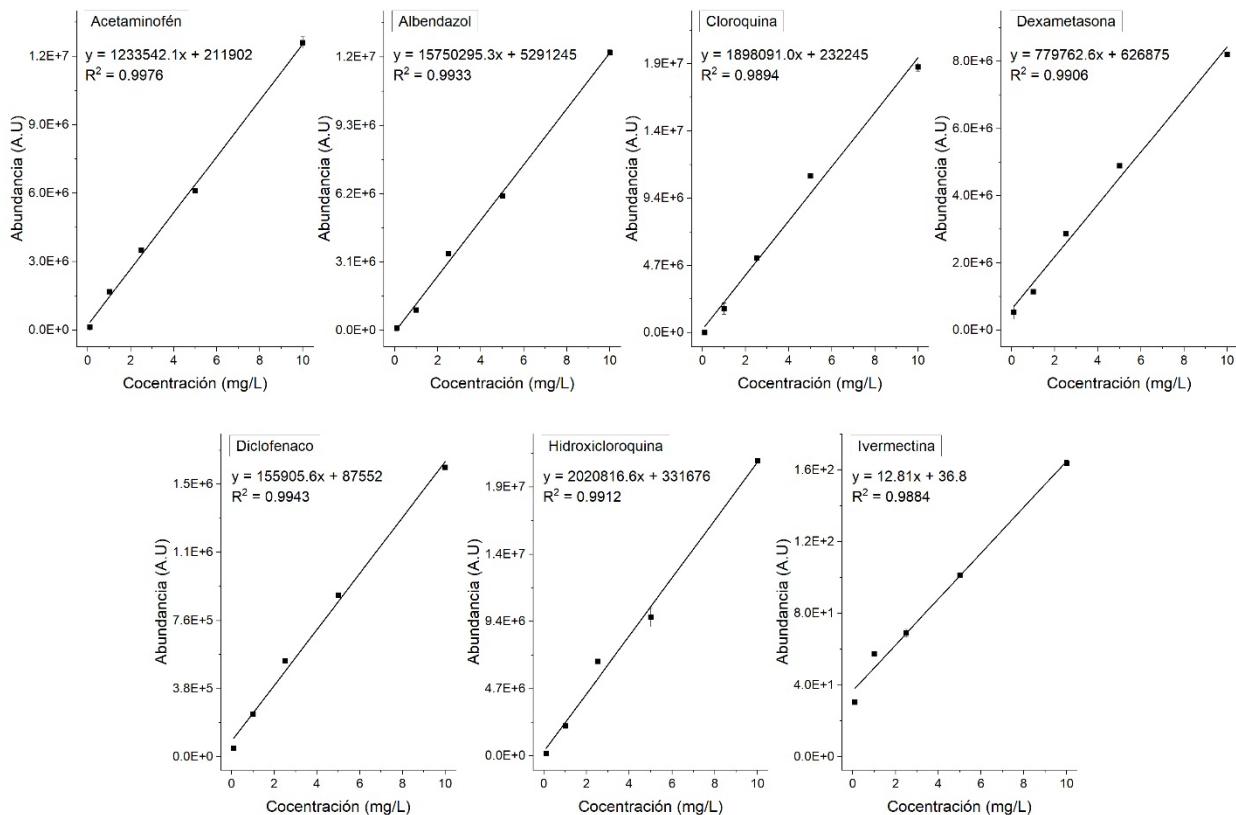 Acetaminofén
y = 1233542.1x + 211902
R² = 0.9976
1.2E+7
9.0E+6
6.0E+6
3.0E+6
0.0E+0
Abundancia (A.U)
0 2 4 6 8 10
Cocentración (mg/L)
Albendazol
y = 15750295.3x + 5291245
R² = 0.9933
1.2E+7
9.3E+6
6.2E+6
3.1E+6
0.0E+0
Abundancia (A.U)
0 2 4 6 8 10
Cocentración (mg/L)
Cloroquina
y = 1898091.0x + 232245
R² = 0.9894
1.9E+7
1.4E+7
9.4E+6
4.7E+6
0.0E+0
Abundancia (A.U)
0 2 4 6 8 10
Cocentración (mg/L)
Dexametasona
y = 779762.6x + 626875
R² = 0.9906
8.0E+6
6.0E+6
4.0E+6
2.0E+6
0.0E+0
Abundancia (A.U)
0 2 4 6 8 10
Cocentración (mg/L)
Diclofenaco
y = 155905.6x + 87552
R² = 0.9943
1.5E+6
1.1E+6
7.6E+5
3.8E+5
0.0E+0
Abundancia (A.U)
0 2 4 6 8 10
Cocentración (mg/L)
Hidroxicloroquina
y = 2020816.6x + 331676
R² = 0.9912
1.9E+7
1.4E+7
9.4E+6
4.7E+6
0.0E+0
Abundancia (A.U)
0 2 4 6 8 10
Cocentración (mg/L)
Ivermectina
y = 12.81x + 36.8
R² = 0.9884
1.6E+2
1.2E+2
8.0E+1
4.0E+1
0.0E+0
Abundancia (A.U)
0 2 4 6 8 10
Cocentración (mg/L)